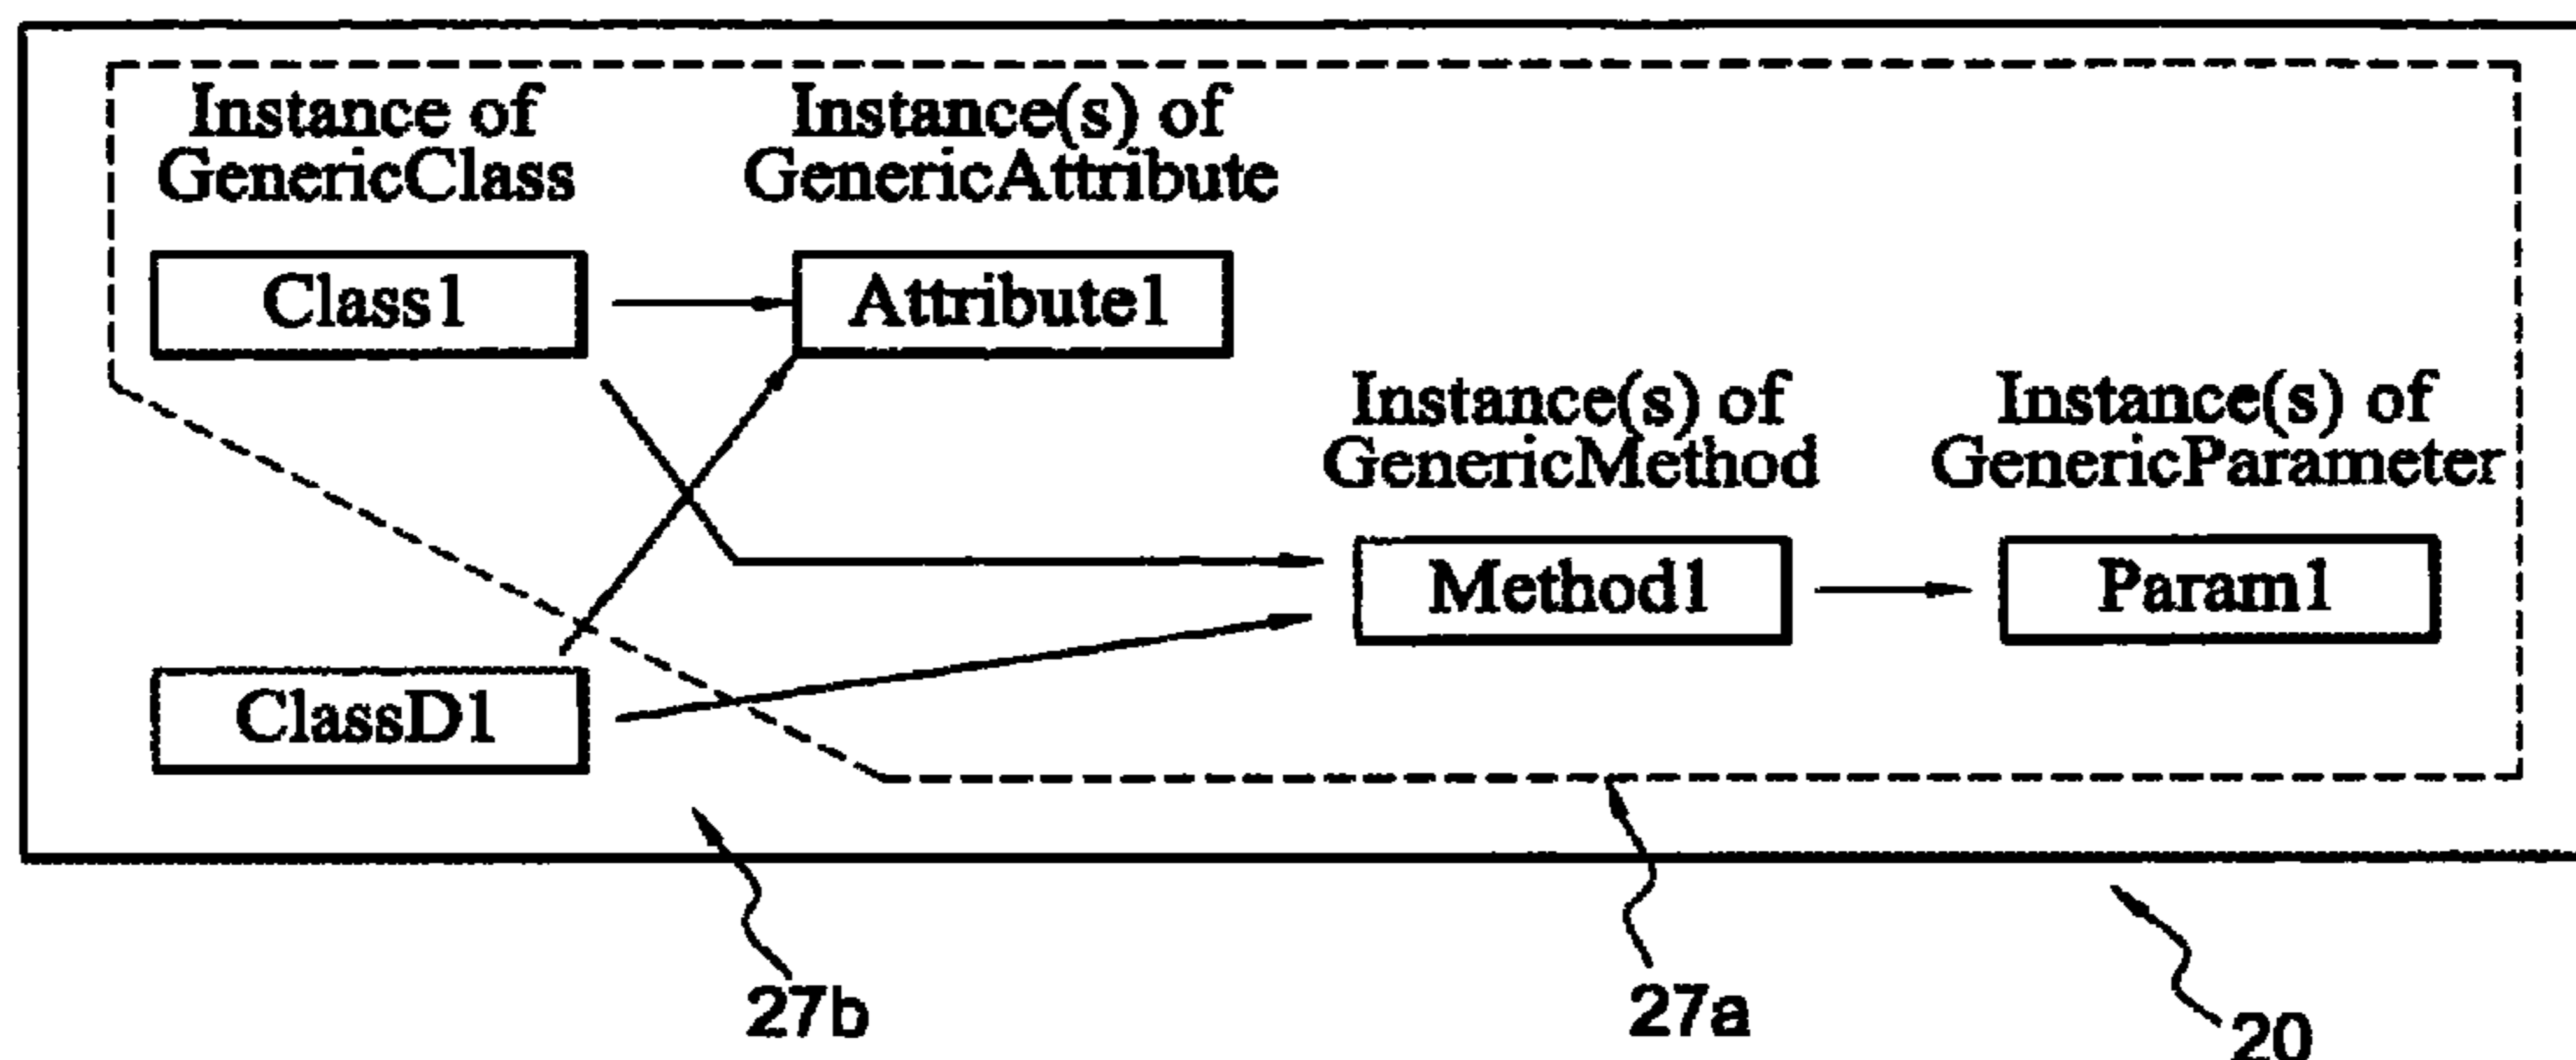 Instance of
GenericClass
Instance(s) of
GenericAttribute
Class1
Attribute1
Instance(s) of
GenericMethod
Instance(s) of
GenericParameter
Method1
Param1
ClassD1
27b
27a
20